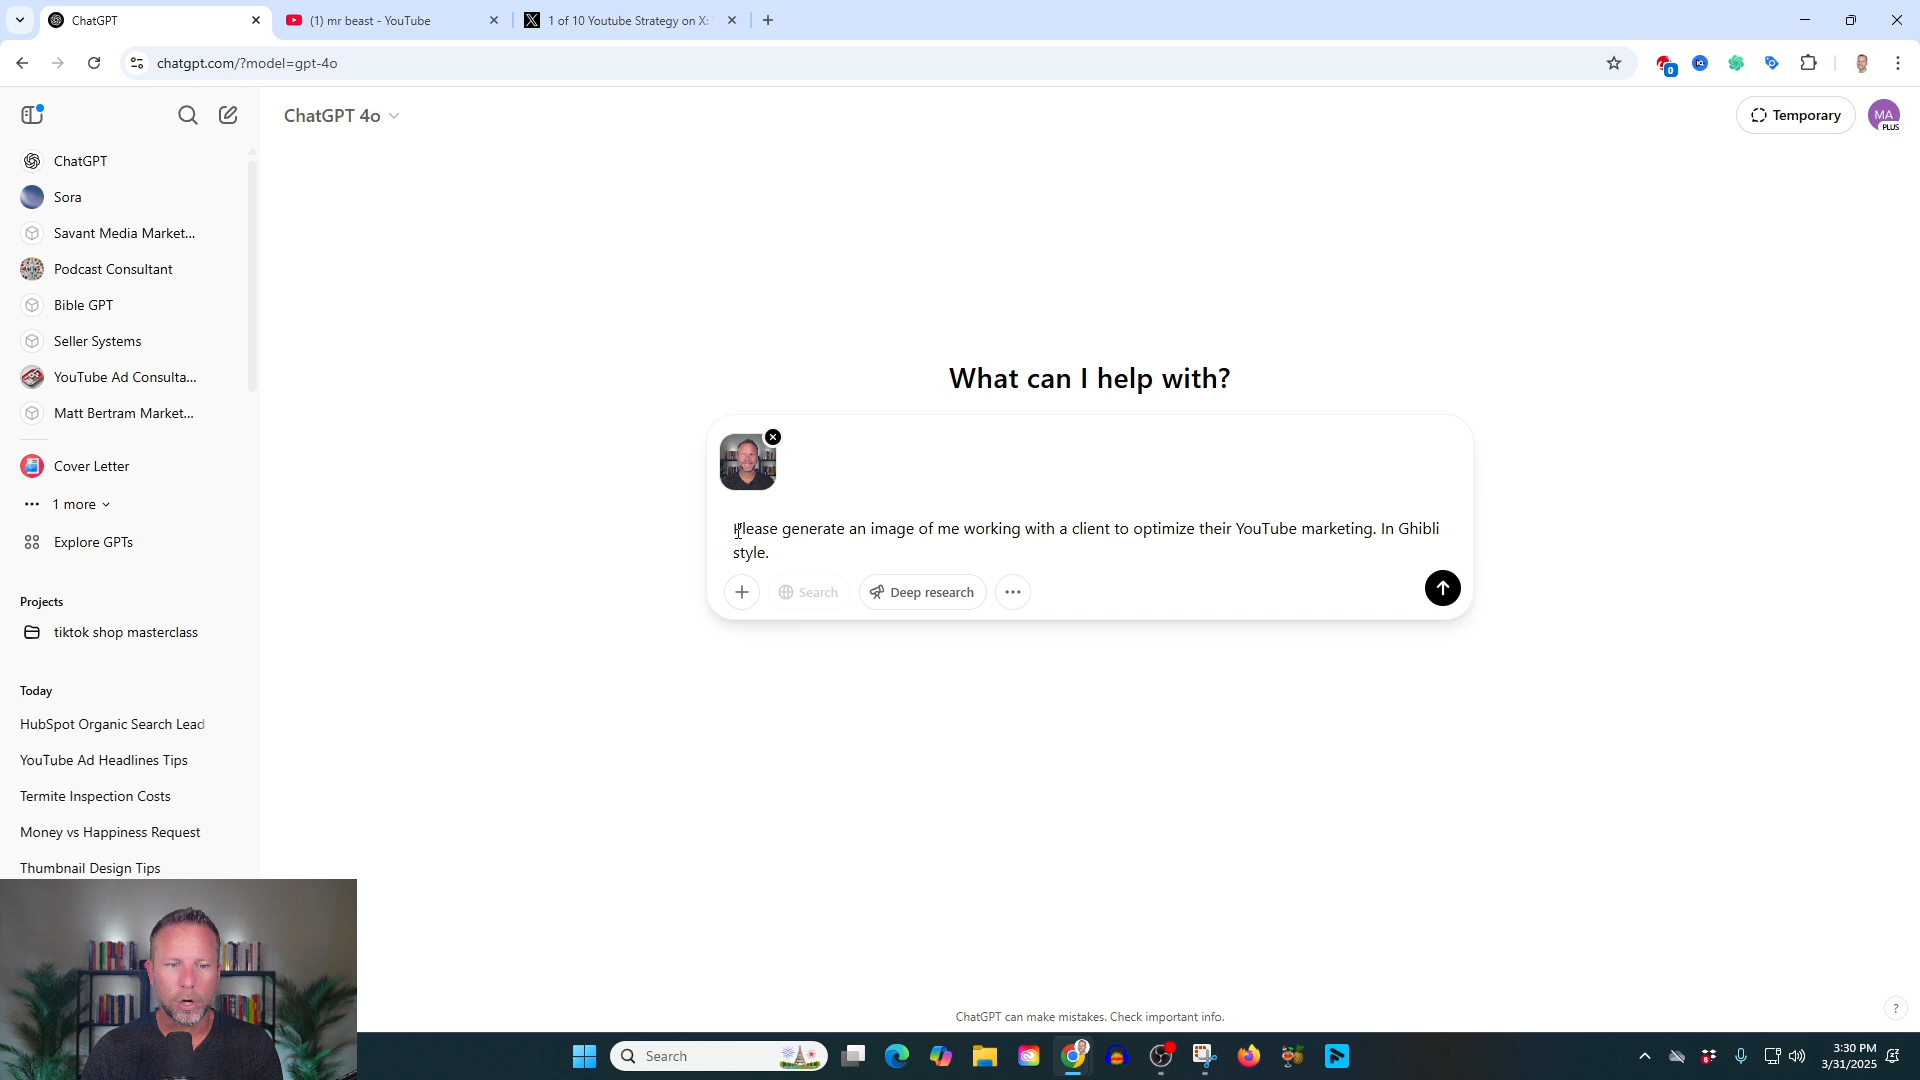 ChatGPT
(1) mr beast - YouTube
1 of 10 Youtube Strategy on X:
chatgpt.com/?model=gpt-4o
0
ChatGPT 4o
Temporary
MA
PLUS
ChatGPT
Sora
Savant Media Market...
Podcast Consultant
Bible GPT
Seller Systems
YouTube Ad Consulta...
Matt Bertram Market...
Cover Letter
1 more
Explore GPTs
Projects
tiktok shop masterclass
Today
HubSpot Organic Search Lead
YouTube Ad Headlines Tips
Termite Inspection Costs
Money vs Happiness Request
Thumbnail Design Tips
What can I help with?
Please generate an image of me working with a client to optimize their YouTube marketing. In Ghibli
style.
Search
Deep research
ChatGPT can make mistakes. Check important info.
?
Search
3:30 PM
3/31/2025